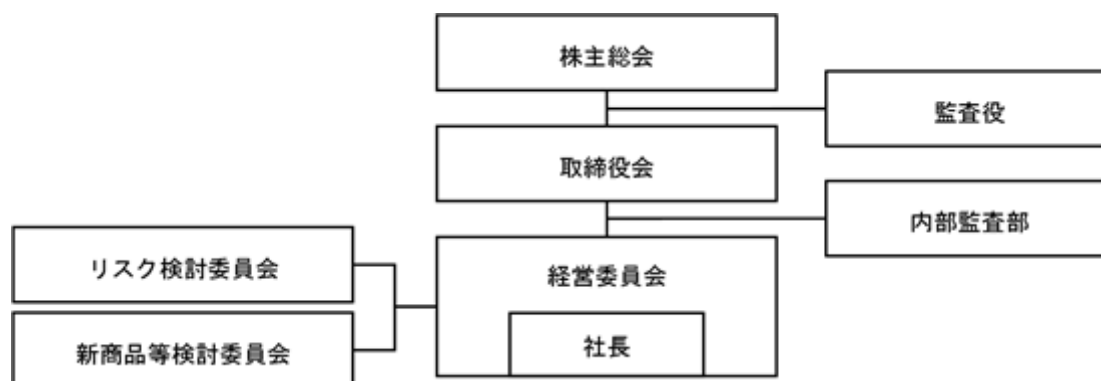 株主総会
監査役
取締役会
内部監査部
リスク検討委員会
経営委員会
社長
新商品等検討委員会